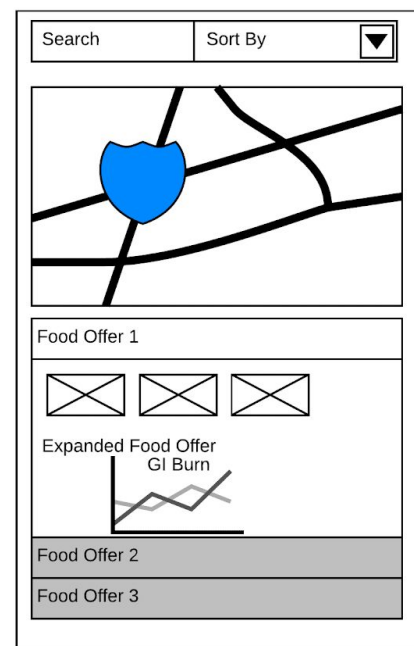 Search
Sort By
Food Offer 1
Expanded Food Offer
GI Burn
Food Offer 2
Food Offer 3